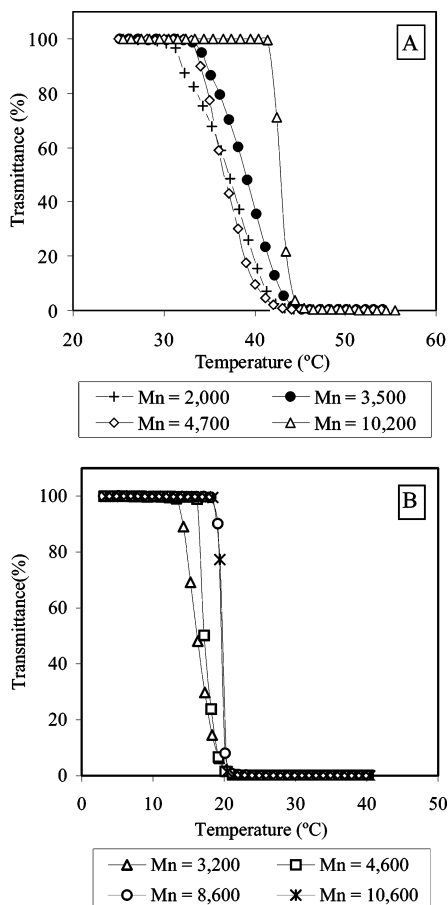 A
Trasmittance (%)
100
80
60
40
20
0
20 30 40 50 60
Temperature (ºC)
Mn = 2,000 Mn = 3,500
Mn = 4,700 Mn = 10,200
B
Transmittance(%)
100
80
60
40
20
0
0 10 20 30 40 50
Temperature (ºC)
Mn = 3,200 Mn = 4,600
Mn = 8,600 Mn = 10,600